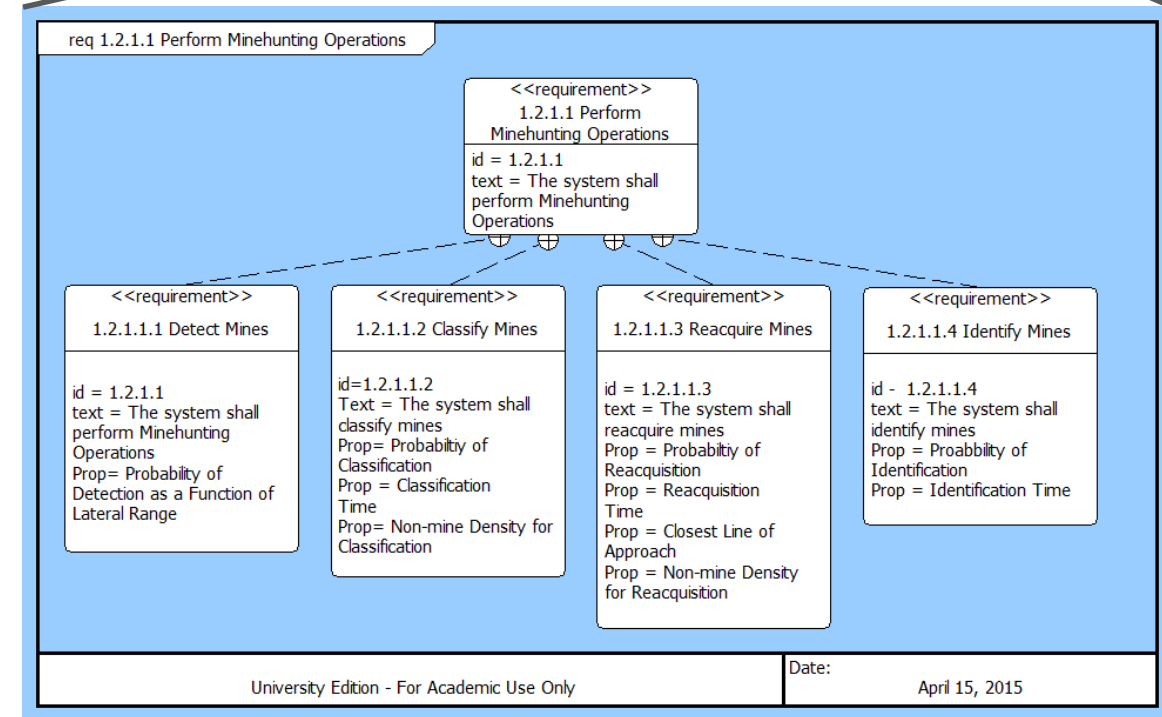 req 1.2.1.1 Perform Minehunting Operations
<<requirement>>
1.2.1.1 Perform
Minehunting Operations
id = 1.2.1.1
text = The system shall
perform Minehunting
Operations
<<requirement>>
1.2.1.1.1 Detect Mines
id = 1.2.1.1
text = The system shall
perform Minehunting
Operations
Prop= Probability of
Detection as a Function of
Lateral Range
<<requirement>>
1.2.1.1.2 Classify Mines
id=1.2.1.1.2
Text = The system shall
classify mines
Prop= Probabiltiy of
Classification
Prop = Classification
Time
Prop= Non-mine Density for
Classification
<<requirement>>
1.2.1.1.3 Reacquire Mines
id = 1.2.1.1.3
text = The system shall
reacquire mines
Prop = Probabiltiy of
Reacquisition
Prop = Reacquisition
Time
Prop = Closest Line of
Approach
Prop = Non-mine Density
for Reacquisition
<<requirement>>
1.2.1.1.4 Identify Mines
id - 1.2.1.1.4
text = The system shall
identify mines
Prop = Proabbility of
Identification
Prop = Identification Time
University Edition - For Academic Use Only
Date:
April 15, 2015